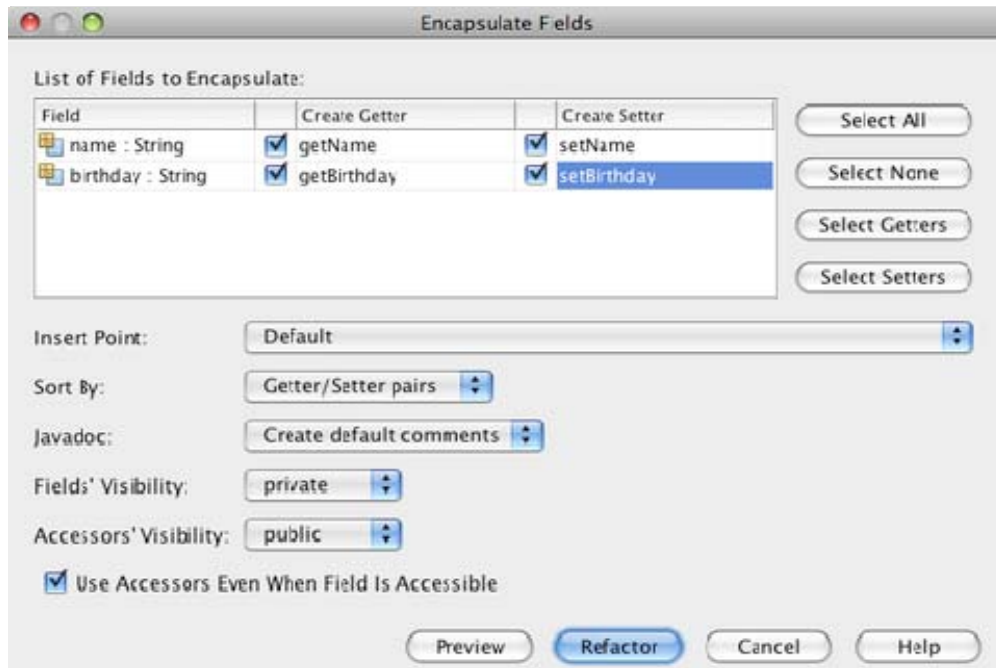 Encapsulate Fields
List of Fields to Encapsulate:
Field Create Getter Create Setter
name : String getName setName
birthday : String getBirthday setBirthday
Select All
Select None
Select Getters
Select Setters
Insert Point: Default
Sort By: Getter/Setter pairs
Javadoc: Create default comments
Fields' Visibility: private
Accessors' Visibility: public
Use Accessors Even When Field Is Accessible
Preview Refactor Cancel Help